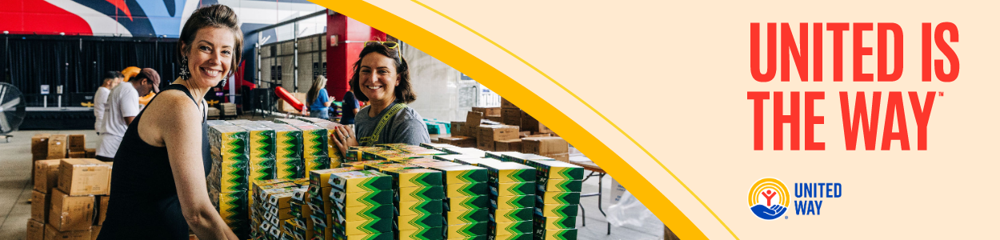 UNITED IS
THE WAY™
UNITED
WAY®